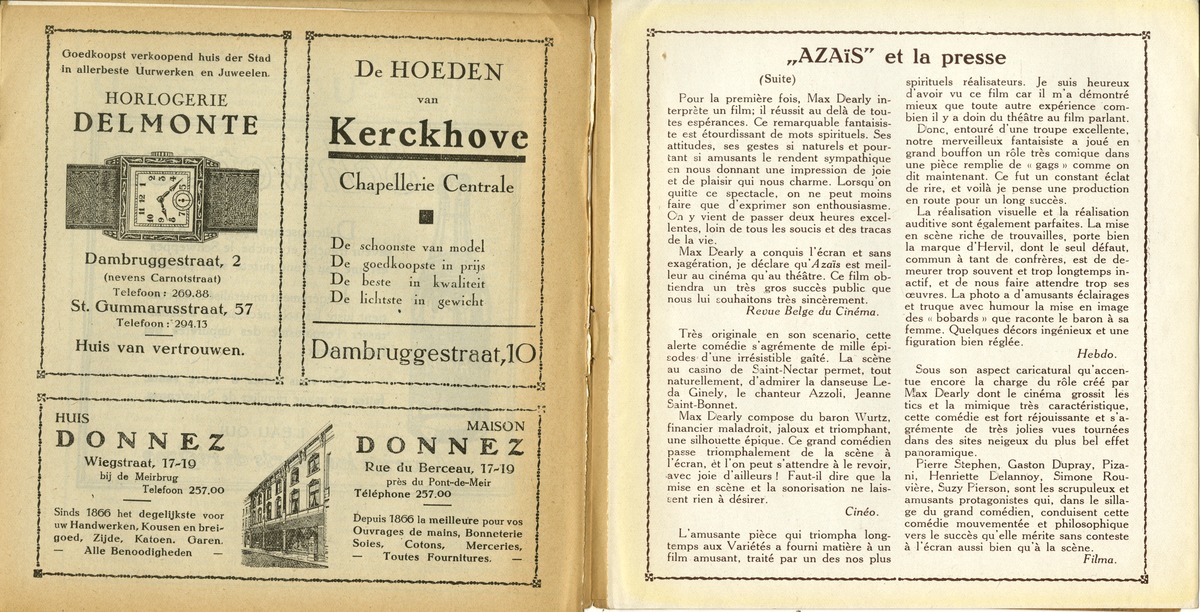 Goedkoopst verkoopend huis der Stad
in allerbeste Uurwerken en Juweelen.
HORLOGERIE
DELMONTE
Dambruggestraat, 2
(nevens Carnotstraat)
Telefoon: 269.88
St. Gummarusstraat, 57
Telefoon: 294.13
Huis van vertrouwen.
De HOEDEN
van
Kerckhove
Chapellerie Centrale
De schoonste van model
De goedkoopste in prijs
De beste in kwaliteit
De lichtste in gewicht
Dambruggestraat,10
HUIS
DONNEZ
Wiegstraat, 17-19
bij de Meirbrug
Telefoon 257.00
Sinds 1866 het degelijkste voor
uw Handwerken, Kousen en brei-
goed, Zijde, Katoen. Garen.
— Alle Benoodigheden —
MAISON
DONNEZ
Rue du Berceau, 17-19
près du Pont-de-Meir
Téléphone 257.00
Depuis 1866 la meilleure pour vos
Ouvrages de mains, Bonneterie
Soies, Cotons, Merceries,
— Toutes Fournitures. —
„AZAïS” et la presse
(Suite)
Pour la première fois, Max Dearly in-
terprète un film; il réussit au delà de tou-
tes espérances. Ce remarquable fantaisis-
te est étourdissant de mots spirituels. Ses
attitudes, ses gestes si naturels et pour-
tant si amusants le rendent sympathique
en nous donnant une impression de joie
et de plaisir qui nous charme. Lorsqu'on
quitte ce spectacle, on ne peut moins
faire que d'exprimer son enthousiasme.
On y vient de passer deux heures excel-
lentes, loin de tous les soucis et des tracas
de la vie.
Max Dearly a conquis l'écran et sans
exagération, je déclare qu'Azaïs est meil-
leur au cinéma qu'au théâtre. Ce film ob-
tiendra un très gros succès public que
nous lui souhaitons très sincèrement.
Revue Belge du Cinéma.
Très originale en son scenario, cette
alerte comédie s'agrémente de mille épi-
sodes d'une irrésistible gaîté. La scène
au casino de Saint-Nectar permet, tout
naturellement, d'admirer la danseuse Le-
da Ginely, le chanteur Azzoli, Jeanne
Saint-Bonnet.
Max Dearly compose du baron Wurtz,
financier maladroit, jaloux et triomphant,
une silhouette épique. Ce grand comédien
passe triomphalement de la scène à
l'écran, et l'on peut s'attendre à le revoir,
avec joie d'ailleurs ! Faut-il dire que la
mise en scène et la sonorisation ne lais-
sent rien à désirer.
Cinéo.
L'amusante pièce qui triompha long-
temps aux Variétés a fourni matière à un
film amusant, traité par un des nos plus
spirituels réalisateurs. Je suis heureux
d'avoir vu ce film car il m'a démontré
mieux que toute autre expérience com-
bien il y a doin du théâtre au film parlant.
Donc, entouré d'une troupe excellente,
notre merveilleux fantaisiste a joué en
grand bouffon un rôle très comique dans
une pièce remplie de « gags » comme on
dit maintenant. Ce fut un constant éclat
de rire, et voilà je pense une production
en route pour un long succès.
La réalisation visuelle et la réalisation
auditive sont également parfaites. La mise
en scène riche de trouvailles, porte bien
la marque d'Hervil, dont le seul défaut,
commun à tant de confrères, est de de-
meurer trop souvent et trop longtemps in-
actif, et de nous faire attendre trop ses
œuvres. La photo a d'amusants éclairages
et truque avec humour la mise en image
des « bobards » que raconte le baron à sa
femme. Quelques décors ingénieux et une
figuration bien réglée.
Hebdo.
Sous son aspect caricatural qu'accen-
tue encore la charge du rôle créé par
Max Dearly dont le cinéma grossit les
tics et la mimique très caractéristique,
cette comédie est fort réjouissante et s'a-
grémente de très jolies vues tournées
dans des sites neigeux du plus bel effet
panoramique.
Pierre Stephen, Gaston Dupray, Piza-
ni, Henriette Delannoy, Simone Rou-
vière, Suzy Pierson, sont les scrupuleux et
amusants protagonistes qui, dans le silla-
ge du grand comédien, conduisent cette
comédie mouvementée et philosophique
vers le succès qu'elle mérite sans conteste
à l'écran aussi bien qu'à la scène.
Filma.